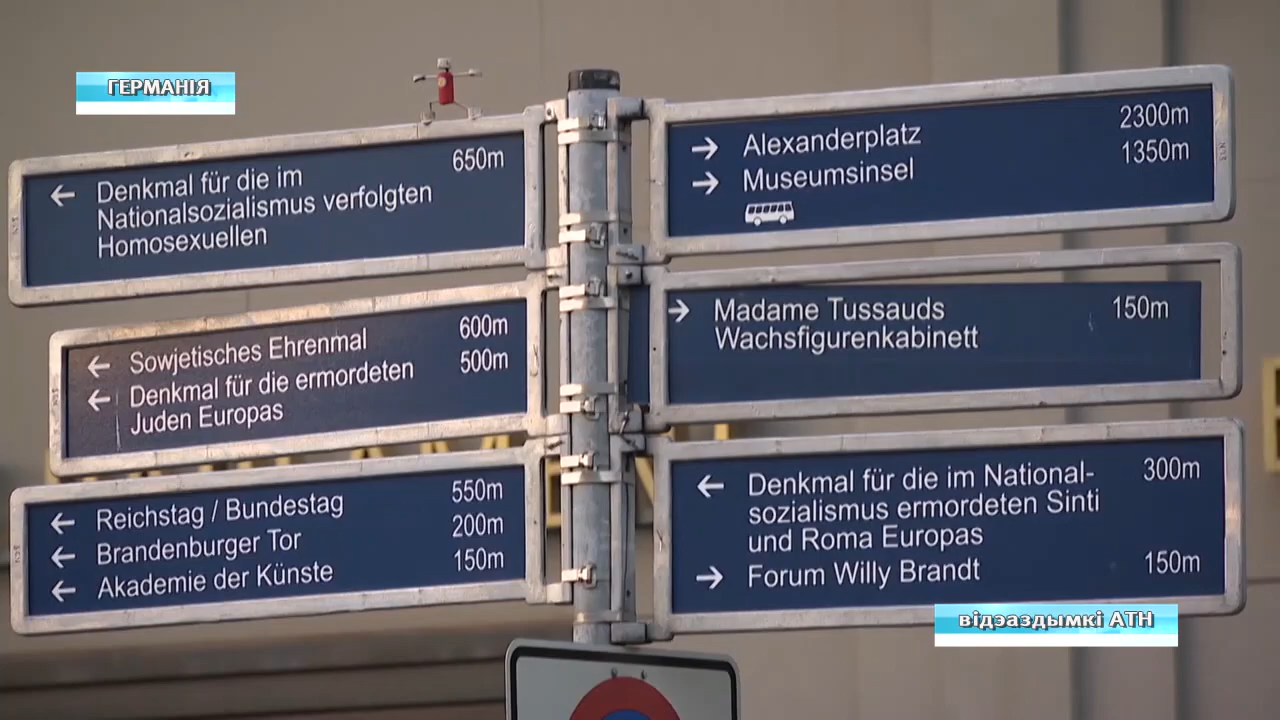 ГЕРМАНІЯ
← Denkmal für die im 650m
Nationalsozialismus verfolgten
Homosexuellen
← Sowjetisches Ehrenmal 600m
← Denkmal für die ermordeten 500m
Juden Europas
← Reichstag / Bundestag 550m
← Brandenburger Tor 200m
← Akademie der Künste 150m
→ Alexanderplatz 2300m
→ Museumsinsel 1350m
→ Madame Tussauds 150m
Wachsfigurenkabinett
← Denkmal für die im National- 300m
sozialismus ermordeten Sinti
und Roma Europas
→ Forum Willy Brandt 150m
відэаздымкі АТН